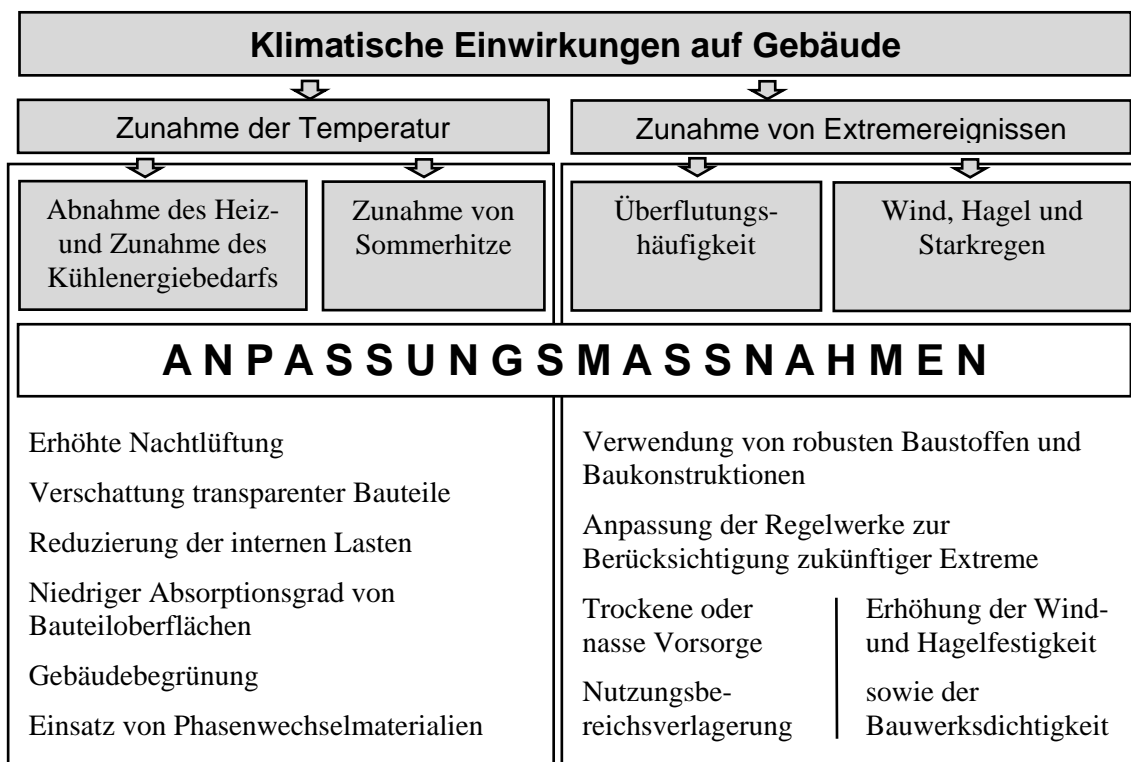 Klimatische Einwirkungen auf Gebäude
Zunahme der Temperatur
Zunahme von Extremereignissen
Abnahme des Heiz-
und Zunahme des
Kühlenergiebedarfs
Zunahme von
Sommerhitze
Überflutungs-
häufigkeit
Wind, Hagel und
Starkregen
ANPASSUNGSMASSNAHMEN
Erhöhte Nachtlüftung
Verschattung transparenter Bauteile
Reduzierung der internen Lasten
Niedriger Absorptionsgrad von
Bauteiloberflächen
Gebäudebegrünung
Einsatz von Phasenwechselmaterialien
Verwendung von robusten Baustoffen und
Baukonstruktionen
Anpassung der Regelwerke zur
Berücksichtigung zukünftiger Extreme
Trockene oder
nasse Vorsorge
Nutzungsbe-
reichsverlagerung
Erhöhung der Wind-
und Hagelfestigkeit
sowie der
Bauwerksdichtigkeit